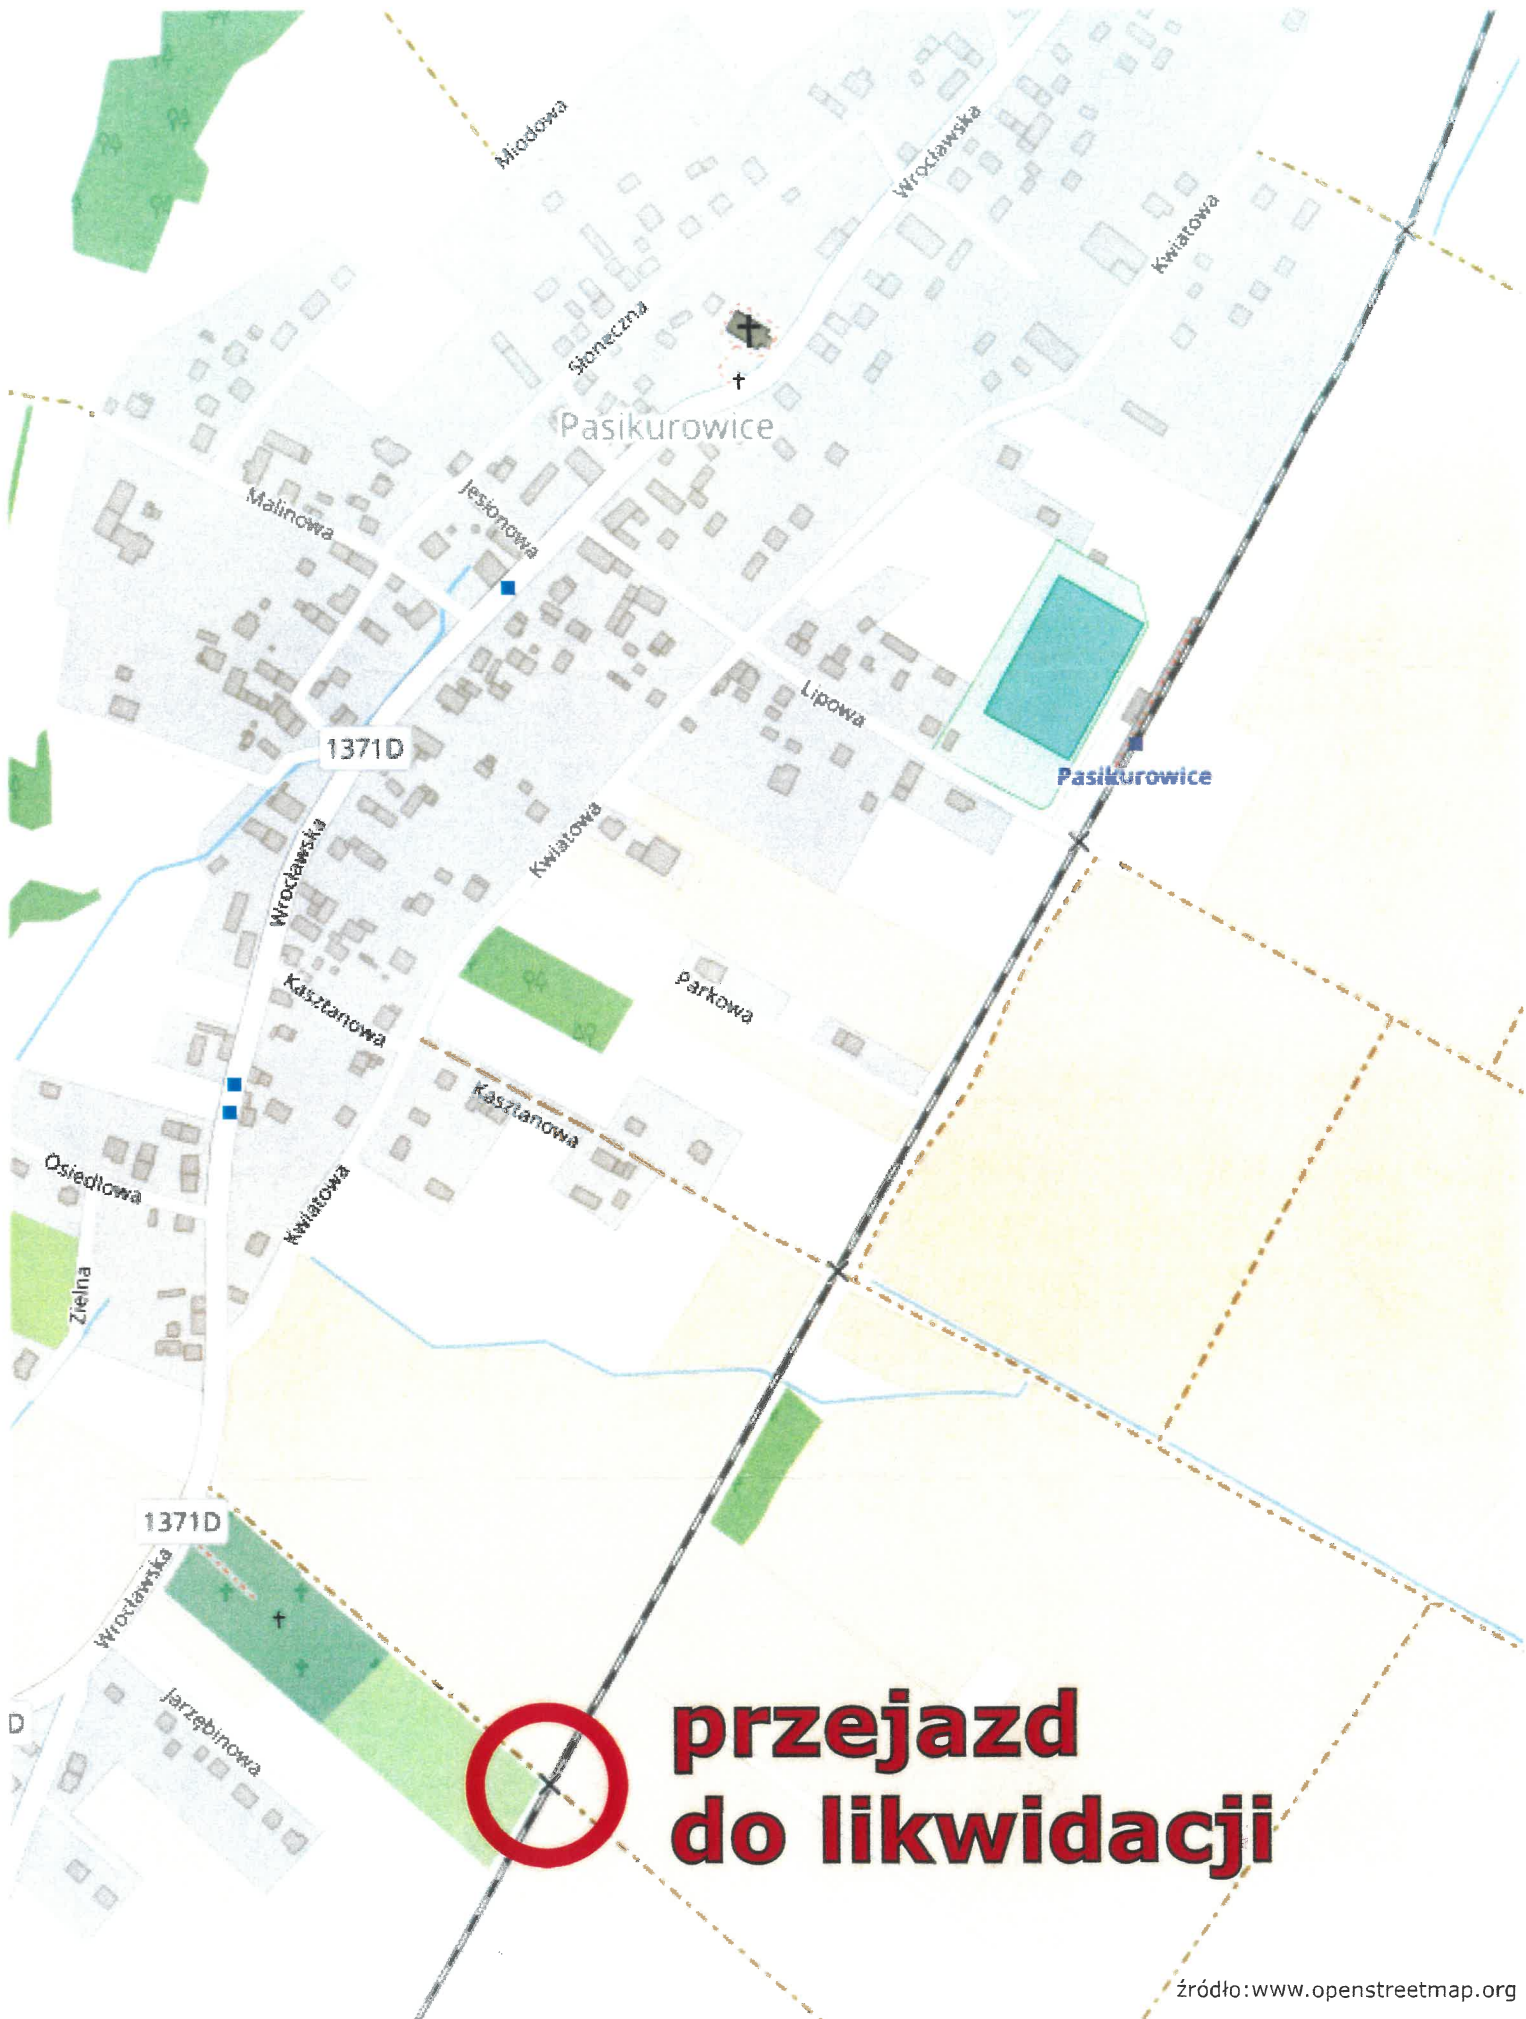 Miodowa
Wrocławska
Kwiatowa
Słoneczna
Pasikurowice
Jesionowa
Malinowa
Lipowa
1371D
Pasikurowice
Kwiatowa
Wrocławska
Parkowa
Kasztanowa
Kasztanowa
Osiedlowa
Kwiatowa
Zielna
1371D
Wrocławska
Jarzębinowa
D
przejazd
do likwidacji
źródło:www.openstreetmap.org